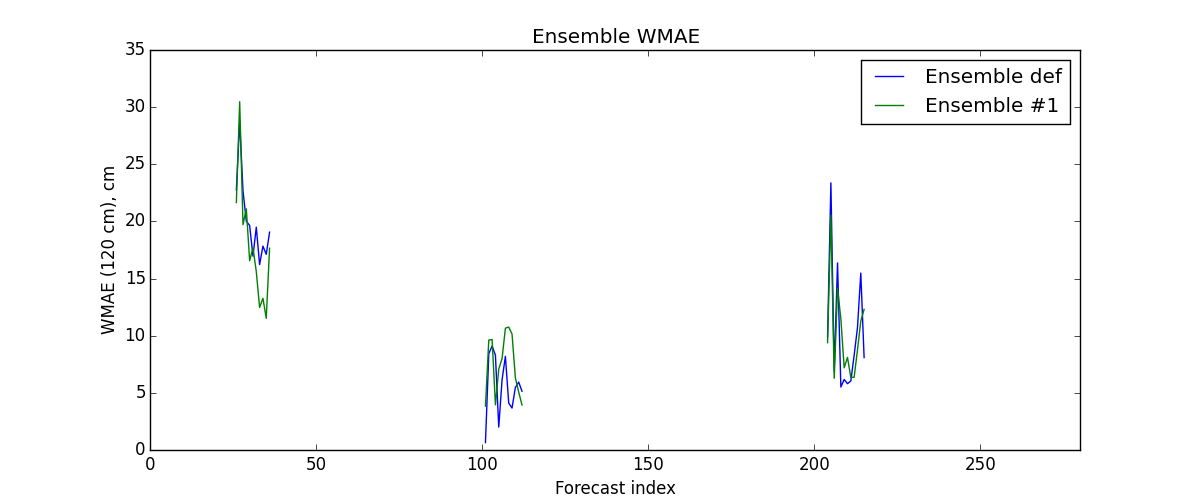 Ensemble WMAE
35
30
25
20
15
10
5
0
WMAE (120 cm), cm
Ensemble def
Ensemble #1
0 50 100 150 200 250
Forecast index